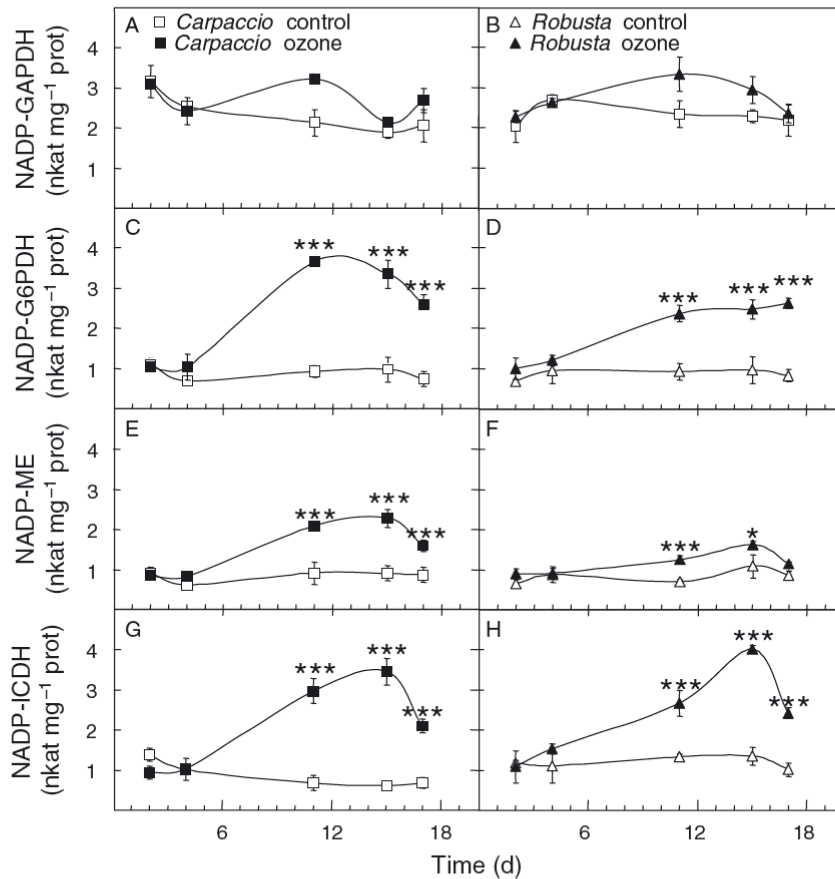 A □ Carpaccio control
■ Carpaccio ozone
B △ Robusta control
▲ Robusta ozone
NADP-GAPDH
(nkat mg⁻¹ prot)
4
3
2
1
C
D
NADP-G6PDH
(nkat mg⁻¹ prot)
4
3
2
1
***
***
***
***
***
***
E
F
NADP-ME
(nkat mg⁻¹ prot)
4
3
2
1
***
***
***
***
*
G
H
NADP-ICDH
(nkat mg⁻¹ prot)
4
3
2
1
***
***
***
***
***
***
6 12 18 6 12 18
Time (d)